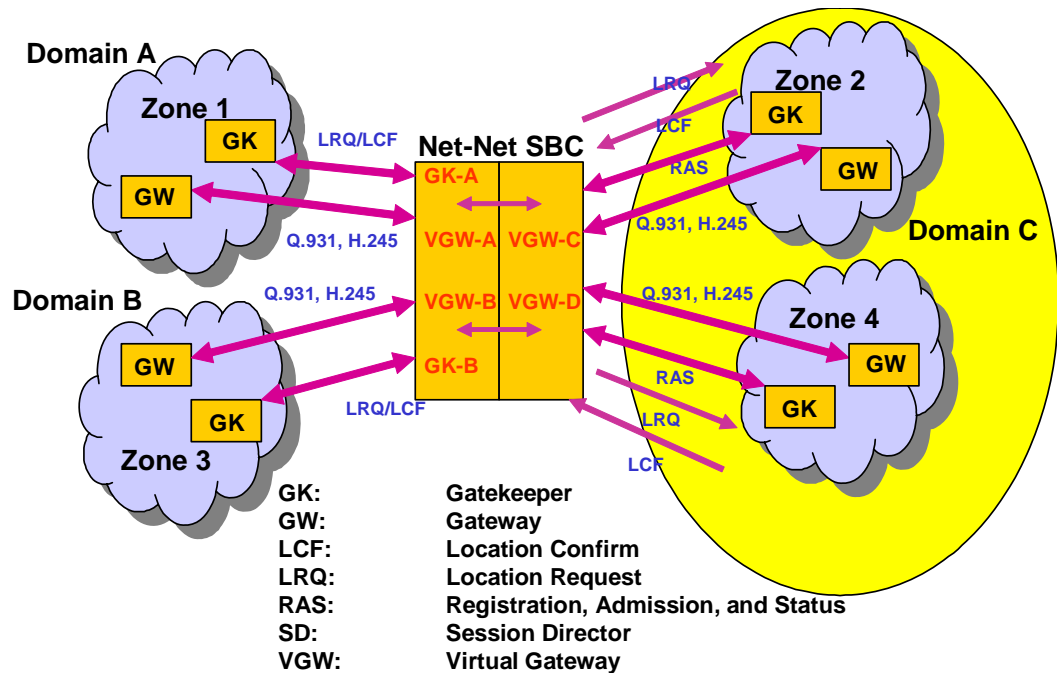 Domain A
Zone 1
GK
GW
LRQ/LCF
Q.931, H.245
Domain B
Q.931, H.245
GW
GK
Zone 3
LRQ/LCF
Net-Net SBC
GK-A
VGW-A
VGW-C
VGW-B
VGW-D
GK-B
LRQ
LCF
RAS
Q.931, H.245
Zone 2
GK
GW
Domain C
Q.931, H.245
Zone 4
GW
GK
RAS
LRQ
LCF
GK: Gatekeeper
GW: Gateway
LCF: Location Confirm
LRQ: Location Request
RAS: Registration, Admission, and Status
SD: Session Director
VGW: Virtual Gateway